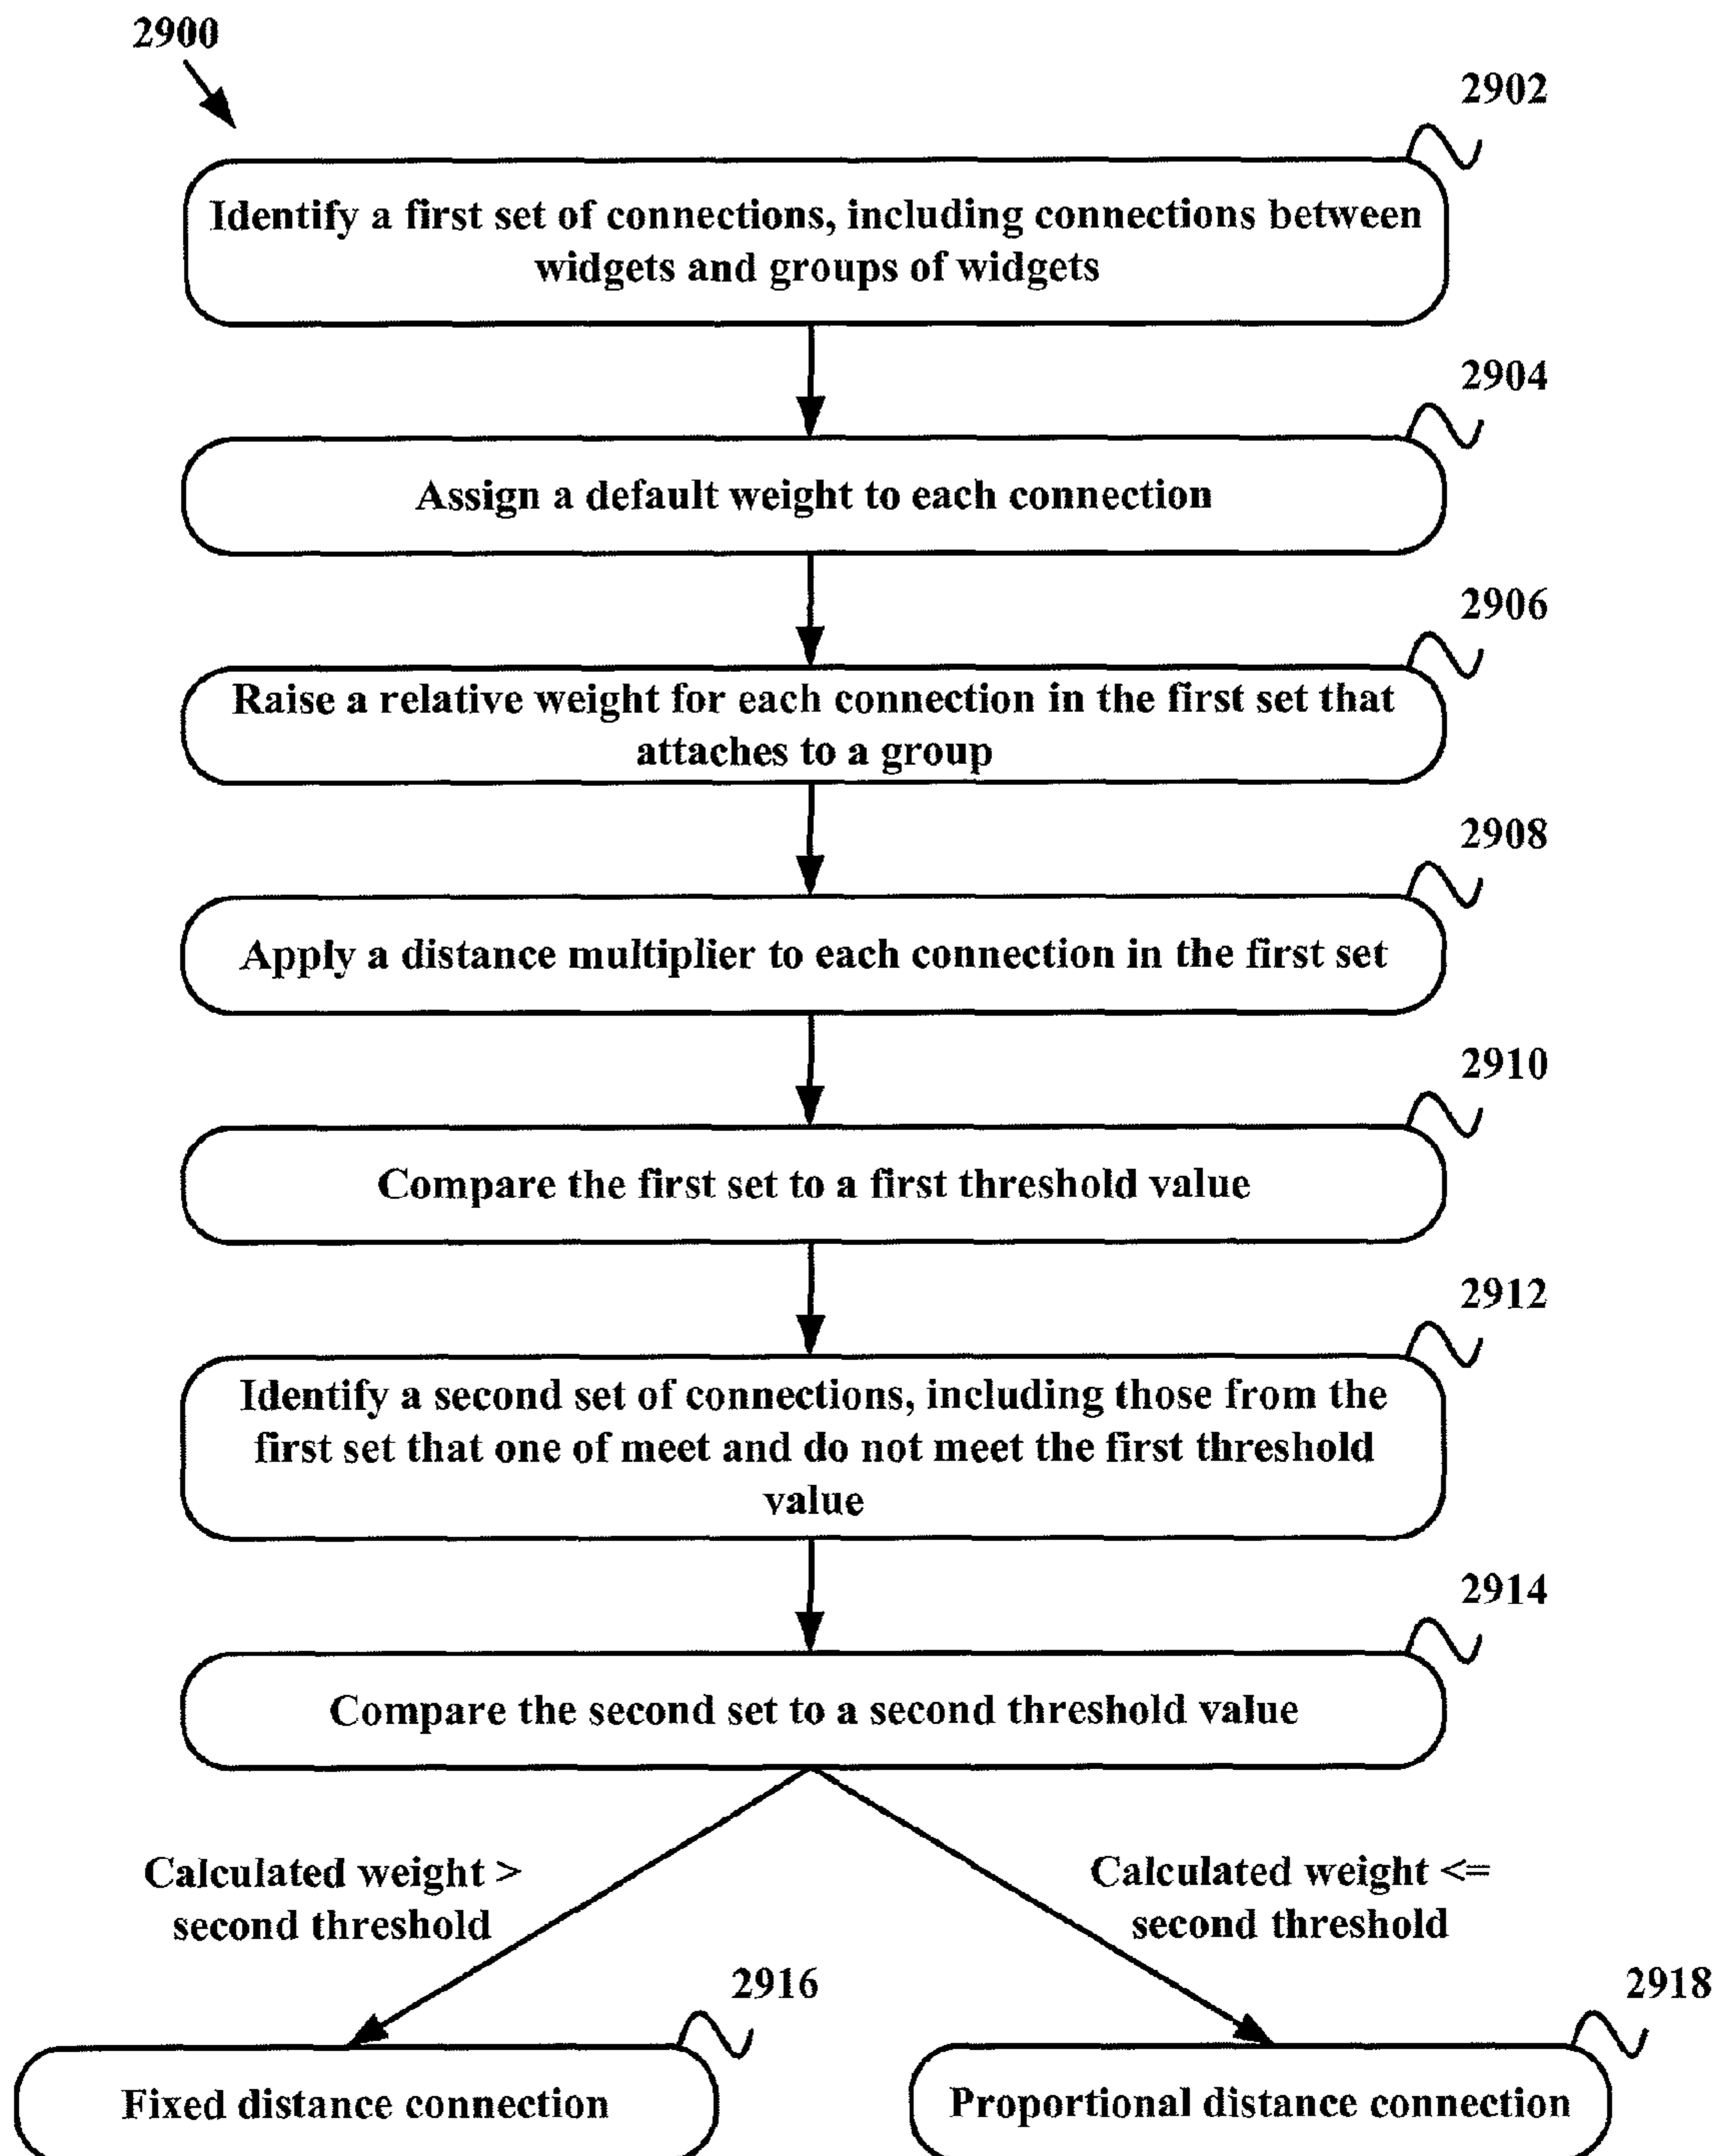 2900
2902
Identify a first set of connections, including connections between
widgets and groups of widgets
2904
Assign a default weight to each connection
2906
Raise a relative weight for each connection in the first set that
attaches to a group
2908
Apply a distance multiplier to each connection in the first set
2910
Compare the first set to a first threshold value
2912
Identify a second set of connections, including those from the
first set that one of meet and do not meet the first threshold
value
2914
Compare the second set to a second threshold value
Calculated weight >
second threshold
Calculated weight <=
second threshold
2916
2918
Fixed distance connection
Proportional distance connection